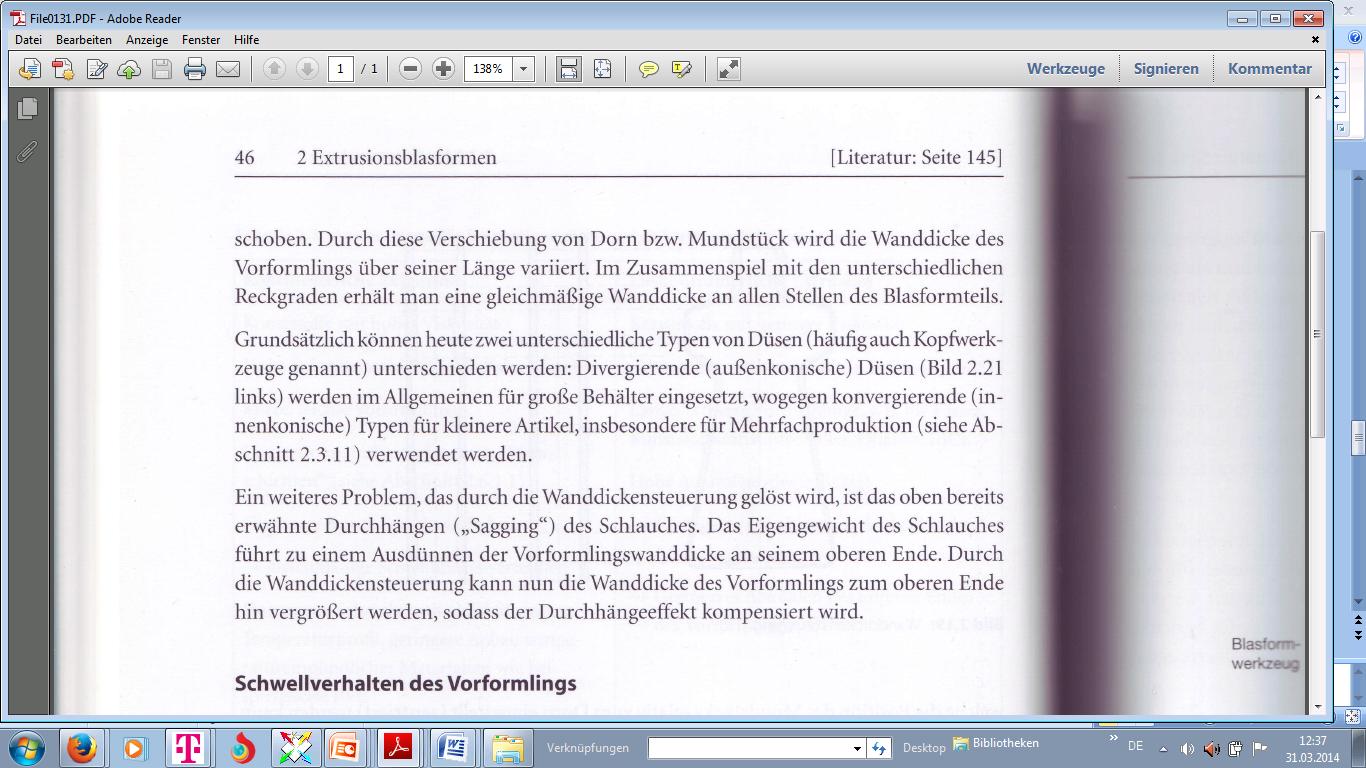 File0131.PDF - Adobe Reader
Datei Bearbeiten Anzeige Fenster Hilfe
1 / 1 138% Werkzeuge Signieren Kommentar
46 2 Extrusionsblasformen [Literatur: Seite 145]
schoben. Durch diese Verschiebung von Dorn bzw. Mundstück wird die Wanddicke des
Vorformlings über seiner Länge variiert. Im Zusammenspiel mit den unterschiedlichen
Reckgraden erhält man eine gleichmäßige Wanddicke an allen Stellen des Blasformteils.
Grundsätzlich können heute zwei unterschiedliche Typen von Düsen (häufig auch Kopfwerk-
zeuge genannt) unterschieden werden: Divergierende (außenkonische) Düsen (Bild 2.21
links) werden im Allgemeinen für große Behälter eingesetzt, wogegen konvergierende (in-
nenkonische) Typen für kleinere Artikel, insbesondere für Mehrfachproduktion (siehe Ab-
schnitt 2.3.11) verwendet werden.
Ein weiteres Problem, das durch die Wanddickensteuerung gelöst wird, ist das oben bereits
erwähnte Durchhängen („Sagging“) des Schlauches. Das Eigengewicht des Schlauches
führt zu einem Ausdünnen der Vorformlingswanddicke an seinem oberen Ende. Durch
die Wanddickensteuerung kann nun die Wanddicke des Vorformlings zum oberen Ende
hin vergrößert werden, sodass der Durchhängeeffekt kompensiert wird.
Blasform-
werkzeug
Schwellverhalten des Vorformlings
Verknüpfungen Desktop Bibliotheken » DE 12:37
31.03.2014